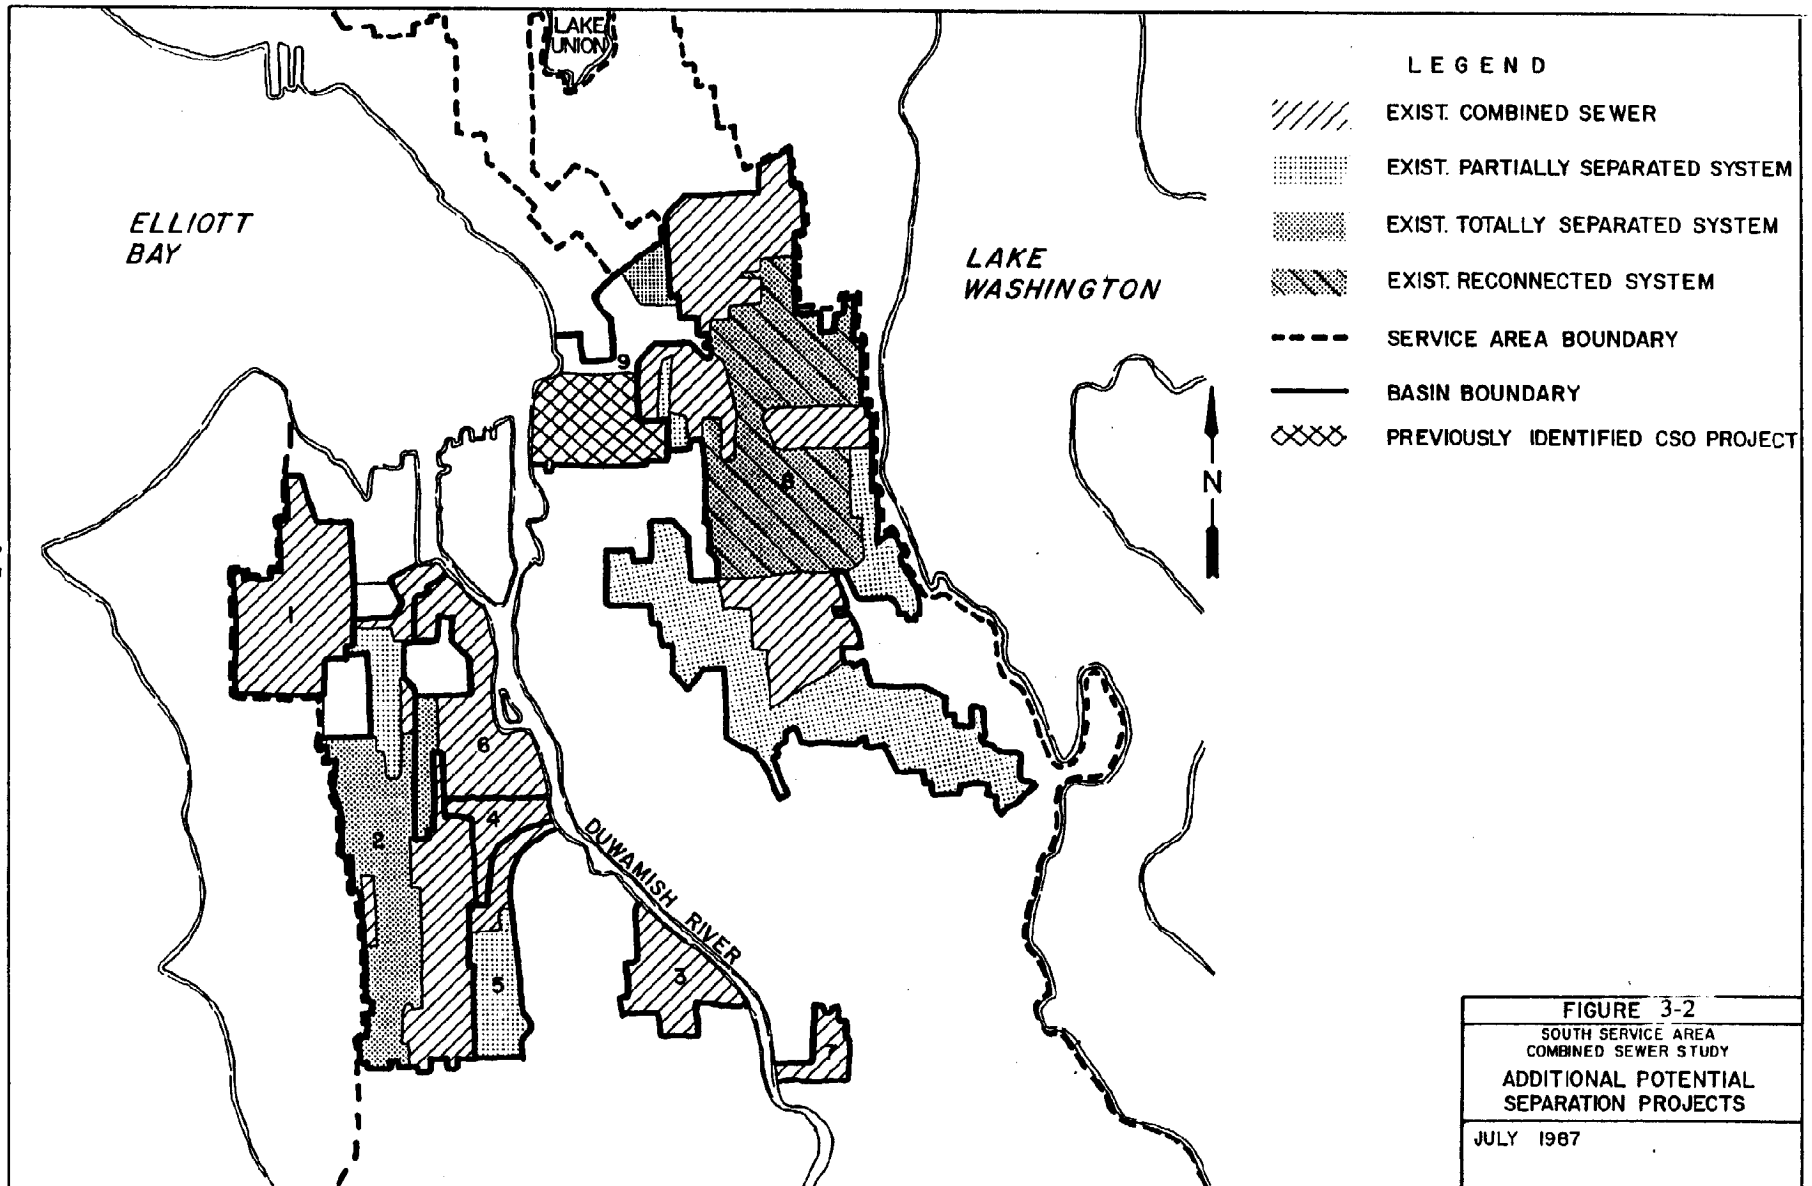 LAKE
UNION
LEGEND
EXIST. COMBINED SEWER
EXIST. PARTIALLY SEPARATED SYSTEM
EXIST. TOTALLY SEPARATED SYSTEM
EXIST. RECONNECTED SYSTEM
SERVICE AREA BOUNDARY
BASIN BOUNDARY
PREVIOUSLY IDENTIFIED CSO PROJECT
ELLIOTT
BAY
LAKE
WASHINGTON
9
8
N
1
6
4
2
DUWAMISH RIVER
3
5
7
FIGURE 3-2
SOUTH SERVICE AREA
COMBINED SEWER STUDY
ADDITIONAL POTENTIAL
SEPARATION PROJECTS
JULY 1987